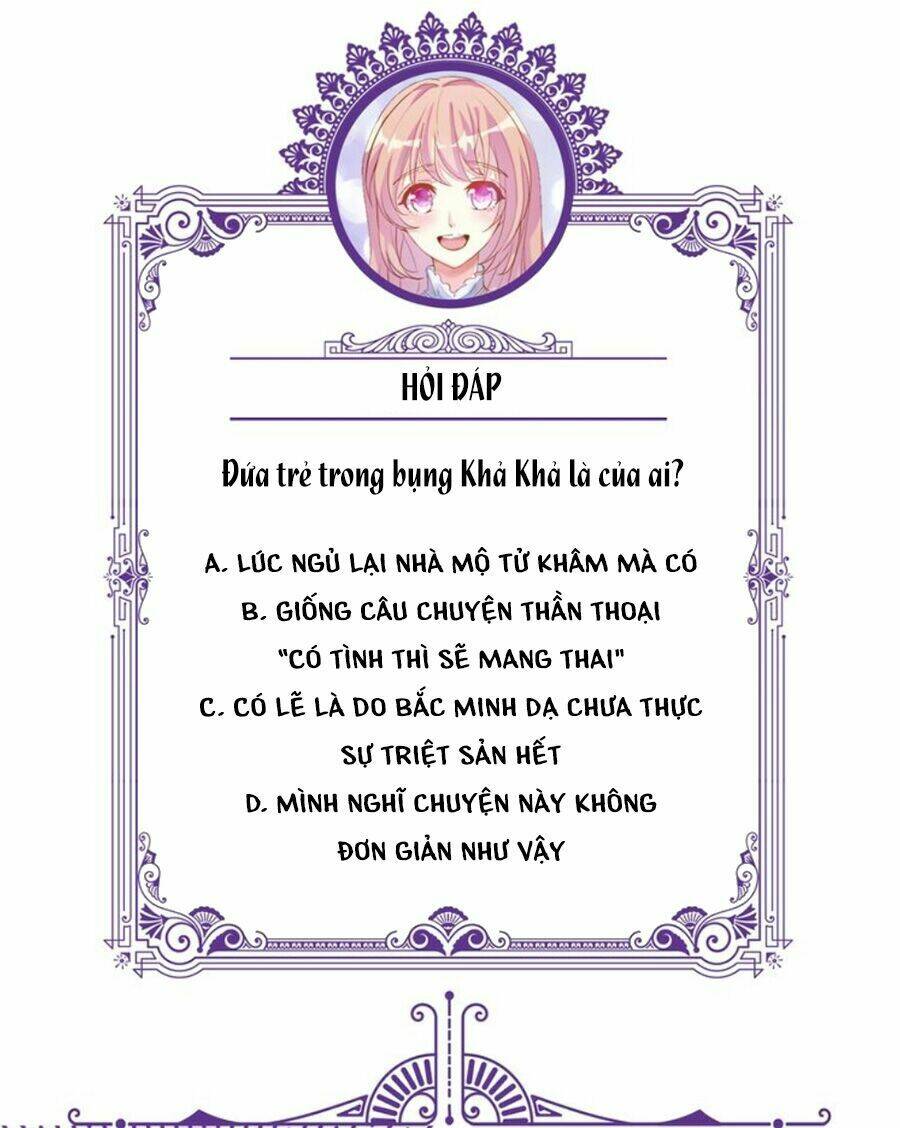 HỎI ĐÁP
Đứa trẻ trong bụng Khả Khả là của ai?
A. LÚC NGỦ LẠI NHÀ MỘ TỬ KHÂM MÀ CÓ
B. GIỐNG CÂU CHUYỆN THẦN THOẠI
"CÓ TÌNH THÌ SẼ MANG THAI"
C. CÓ LẼ LÀ DO BẮC MINH DẠ CHƯA THỰC
SỰ TRIỆT SẢN HẾT
D. MÌNH NGHĨ CHUYỆN NÀY KHÔNG
ĐƠN GIẢN NHƯ VẬY